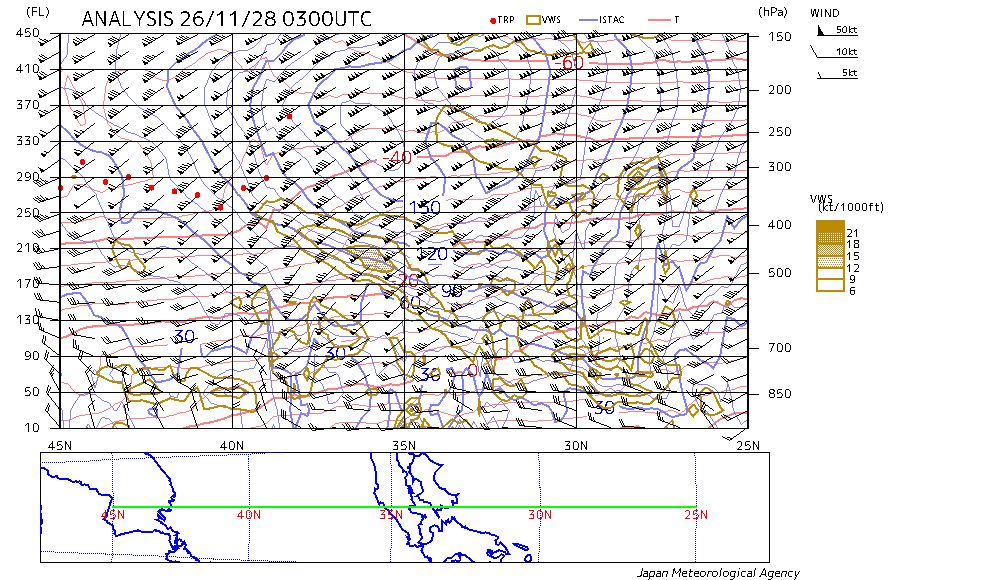 (FL) ANALYSIS 26/11/28 0300UTC TRP VWS ISTAC T (hPa) WIND
450 150 50kt
410 -60 10kt
370 200 5kt
330 250
290 -40 300
250 150 400 VWS
(kt/1000ft)
210 120 500 21
18
170 -20 90 15
60 12
130 30 9
6
90 30 700
50 30 0 850
10 30
45N 40N 35N 30N 25N
45N 40N 35N 30N 25N
Japan Meteorological Agency